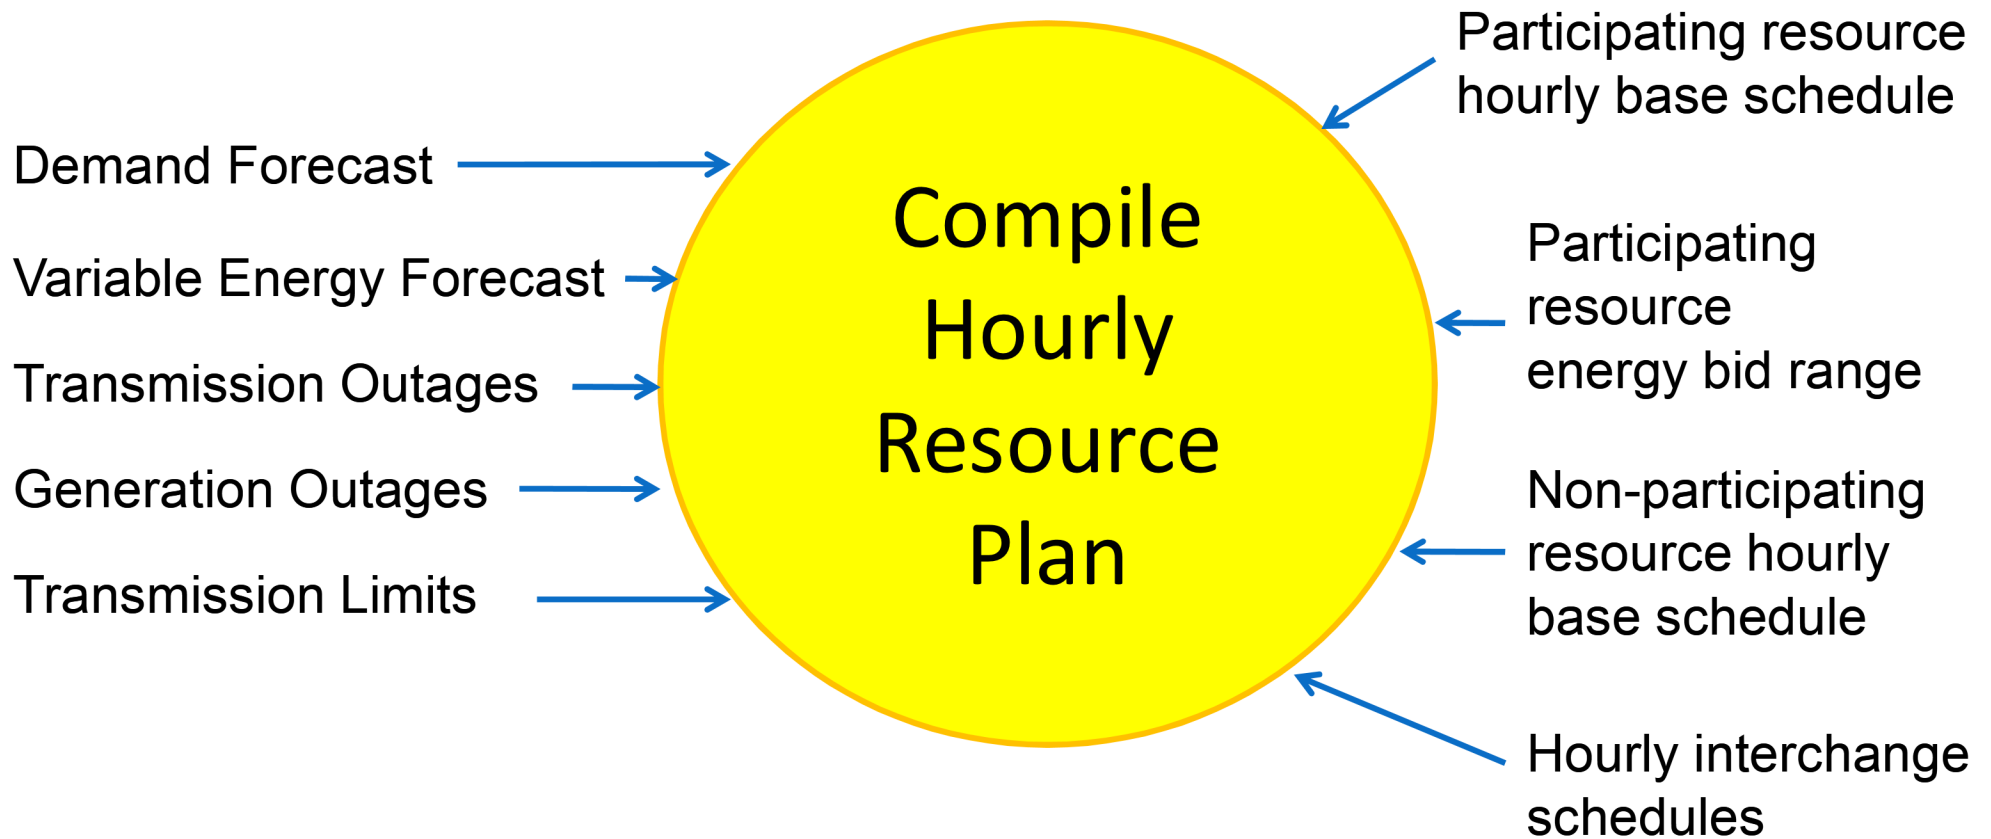 Demand Forecast
Variable Energy Forecast
Transmission Outages
Generation Outages
Transmission Limits
Compile
Hourly
Resource
Plan
Participating resource
hourly base schedule
Participating
resource
energy bid range
Non-participating
resource hourly
base schedule
Hourly interchange
schedules